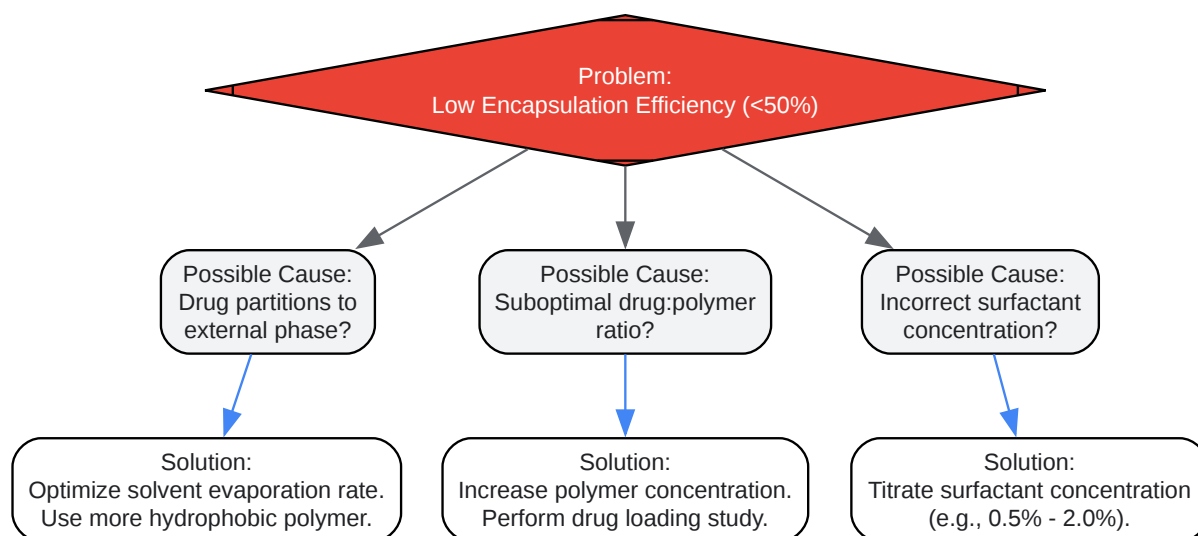 Problem:
Low Encapsulation Efficiency (<50%)
Possible Cause:
Drug partitions to
external phase?
Possible Cause:
Suboptimal drug:polymer
ratio?
Possible Cause:
Incorrect surfactant
concentration?
Solution:
Optimize solvent evaporation rate.
Use more hydrophobic polymer.
Solution:
Increase polymer concentration.
Perform drug loading study.
Solution:
Titrate surfactant concentration
(e.g., 0.5% - 2.0%).